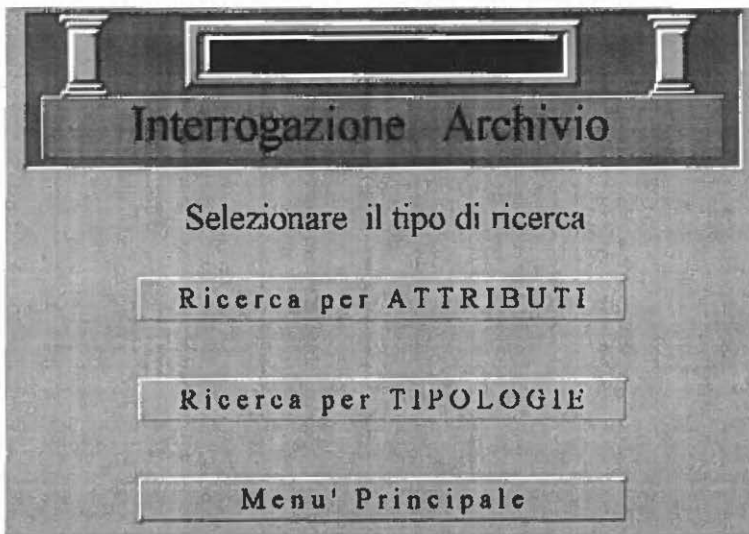 Interrogazione Archivio
Selezionare il tipo di ricerca
Ricerca per ATTRIBUTI
Ricerca per TIPOLOGIE
Menu' Principale